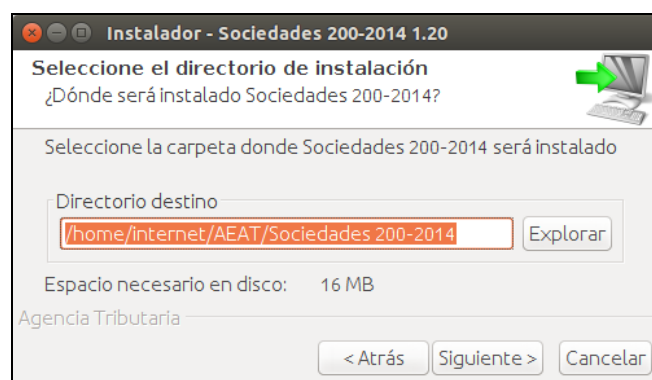 Instalador - Sociedades 200-2014 1.20
Seleccione el directorio de instalación
¿Dónde será instalado Sociedades 200-2014?
Seleccione la carpeta donde Sociedades 200-2014 será instalado
Directorio destino
/home/internet/AEAT/Sociedades 200-2014
Explorar
Espacio necesario en disco: 16 MB
Agencia Tributaria
< Atrás Siguiente > Cancelar